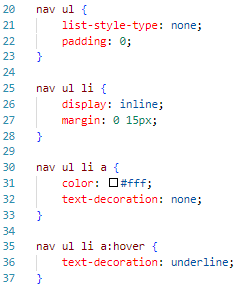 20 nav ul {
21     list-style-type: none;
22     padding: 0;
23 }
24
25 nav ul li {
26     display: inline;
27     margin: 0 15px;
28 }
29
30 nav ul li a {
31     color: #fff;
32     text-decoration: none;
33 }
34
35 nav ul li a:hover {
36     text-decoration: underline;
37 }